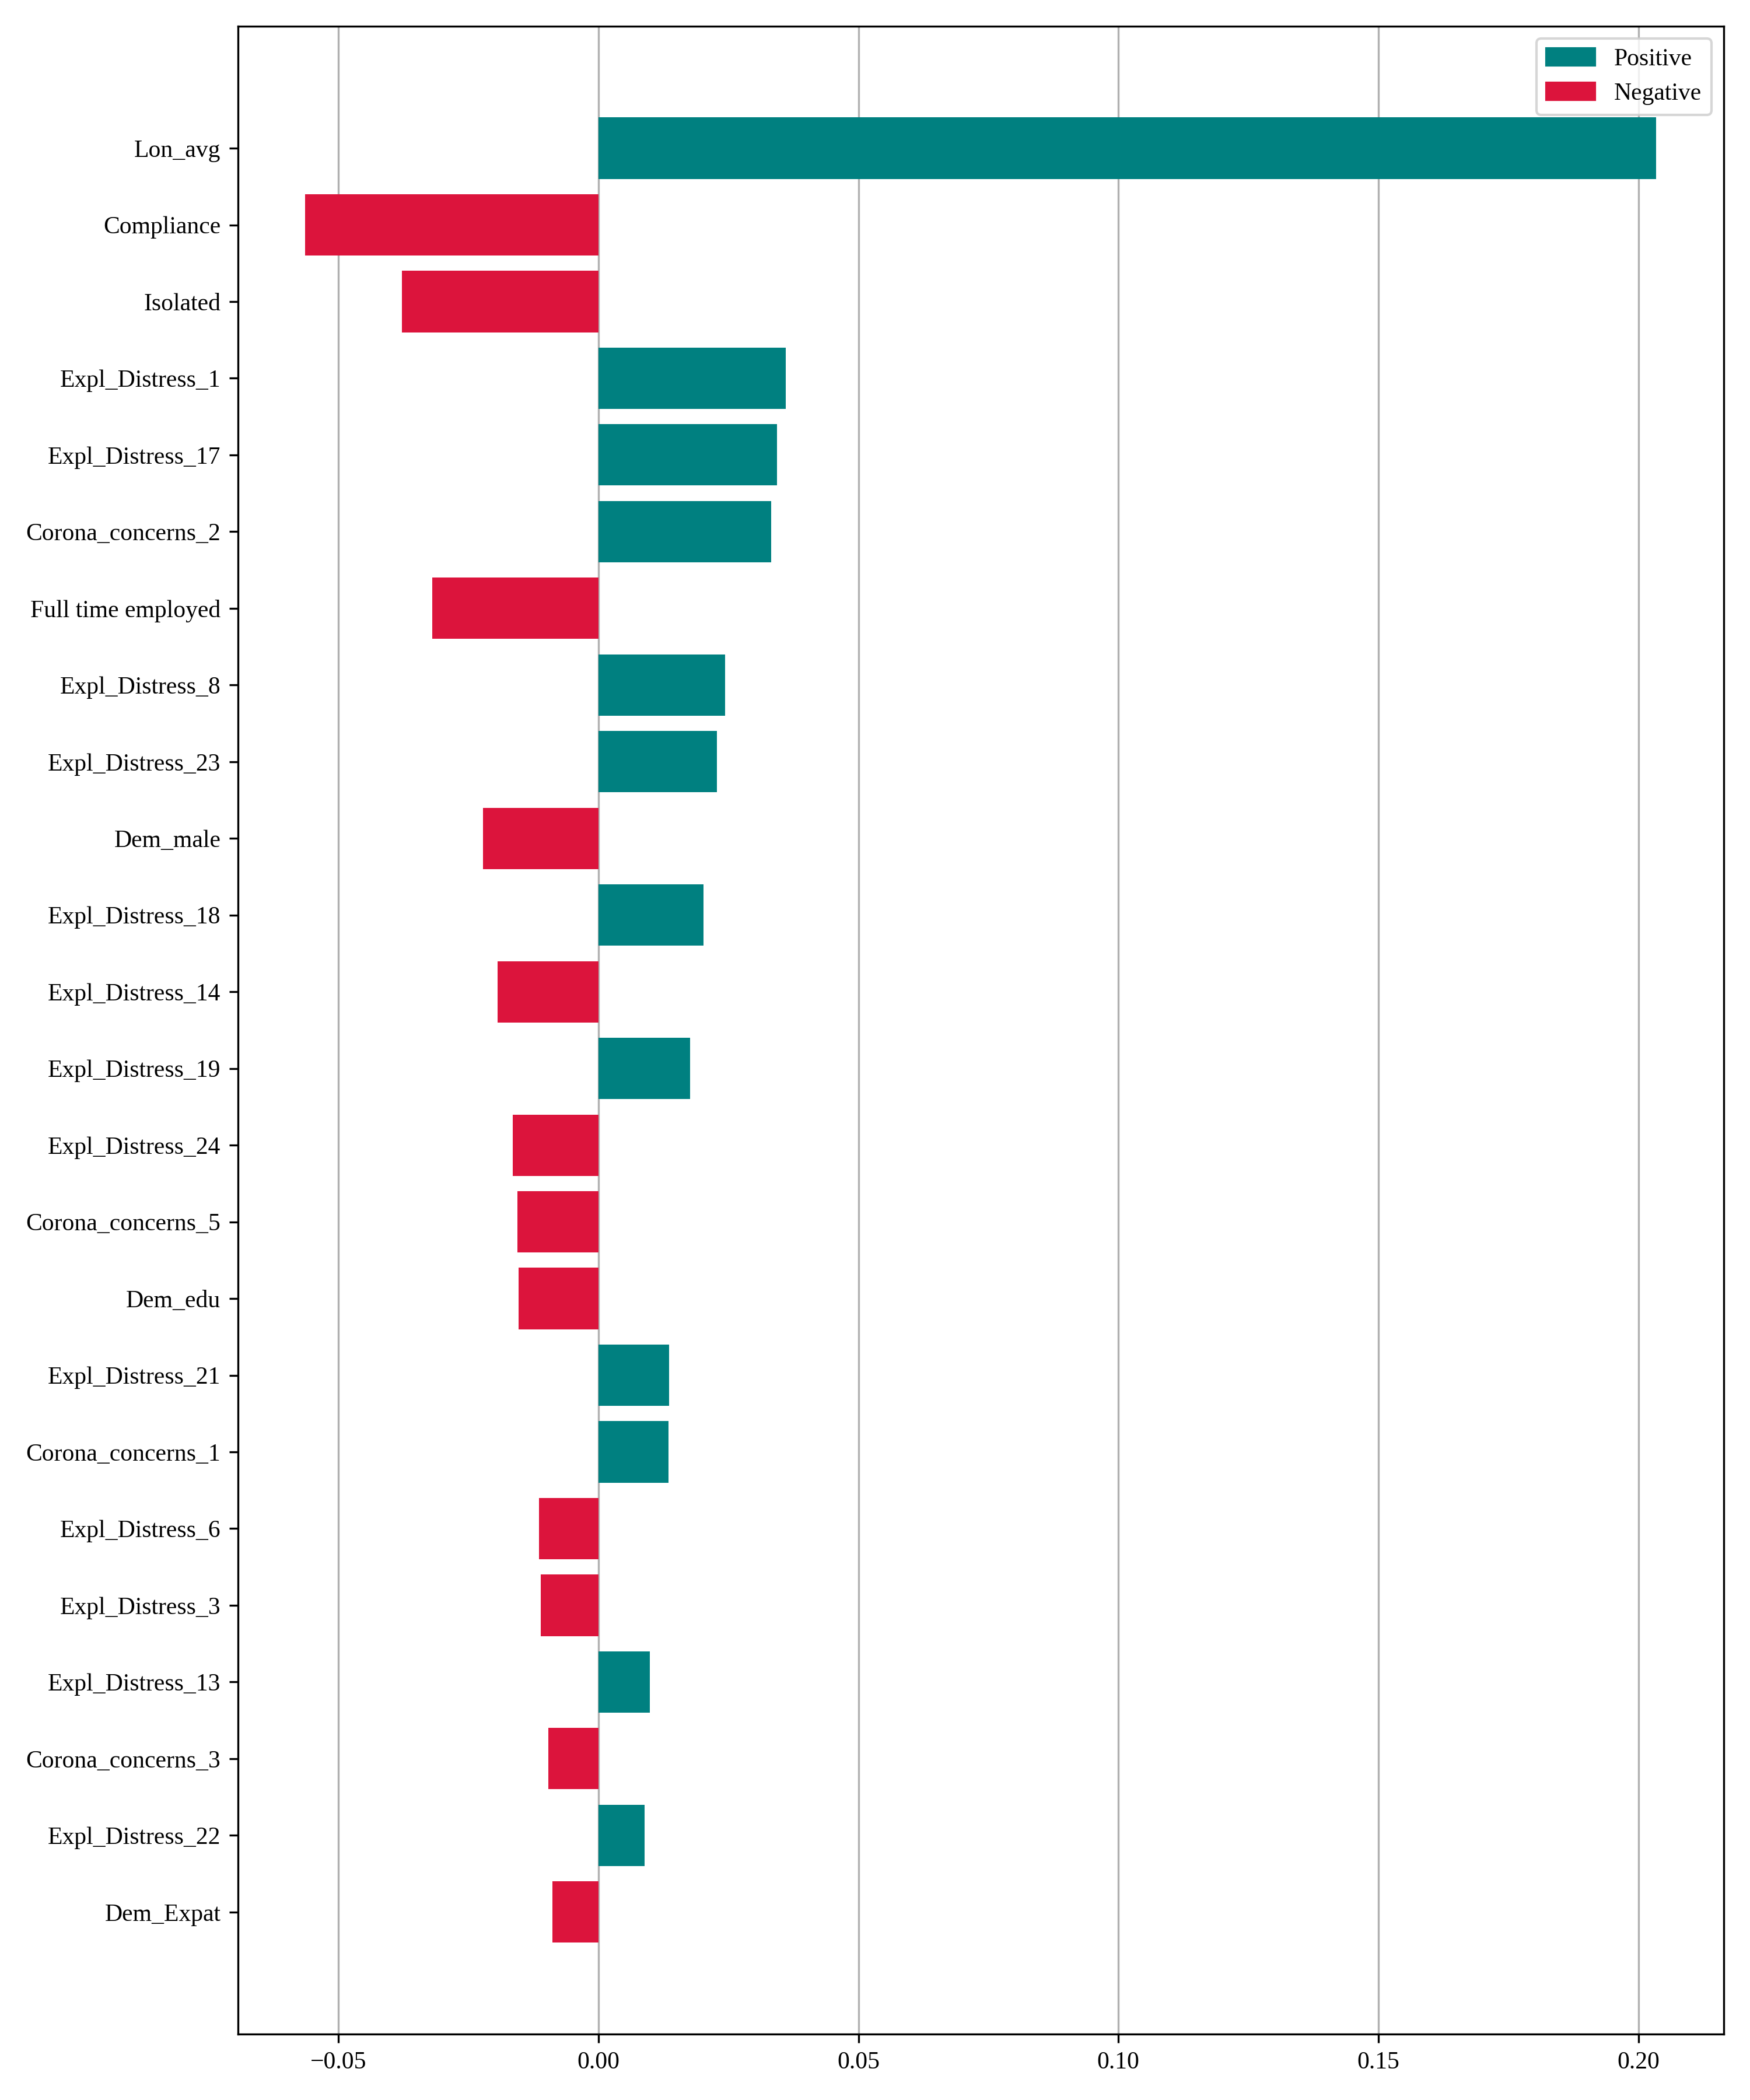 Positive
Negative
Lon_avg
Compliance
Isolated
Expl_Distress_1
Expl_Distress_17
Corona_concerns_2
Full time employed
Expl_Distress_8
Expl_Distress_23
Dem_male
Expl_Distress_18
Expl_Distress_14
Expl_Distress_19
Expl_Distress_24
Corona_concerns_5
Dem_edu
Expl_Distress_21
Corona_concerns_1
Expl_Distress_6
Expl_Distress_3
Expl_Distress_13
Corona_concerns_3
Expl_Distress_22
Dem_Expat
−0.05 0.00 0.05 0.10 0.15 0.20